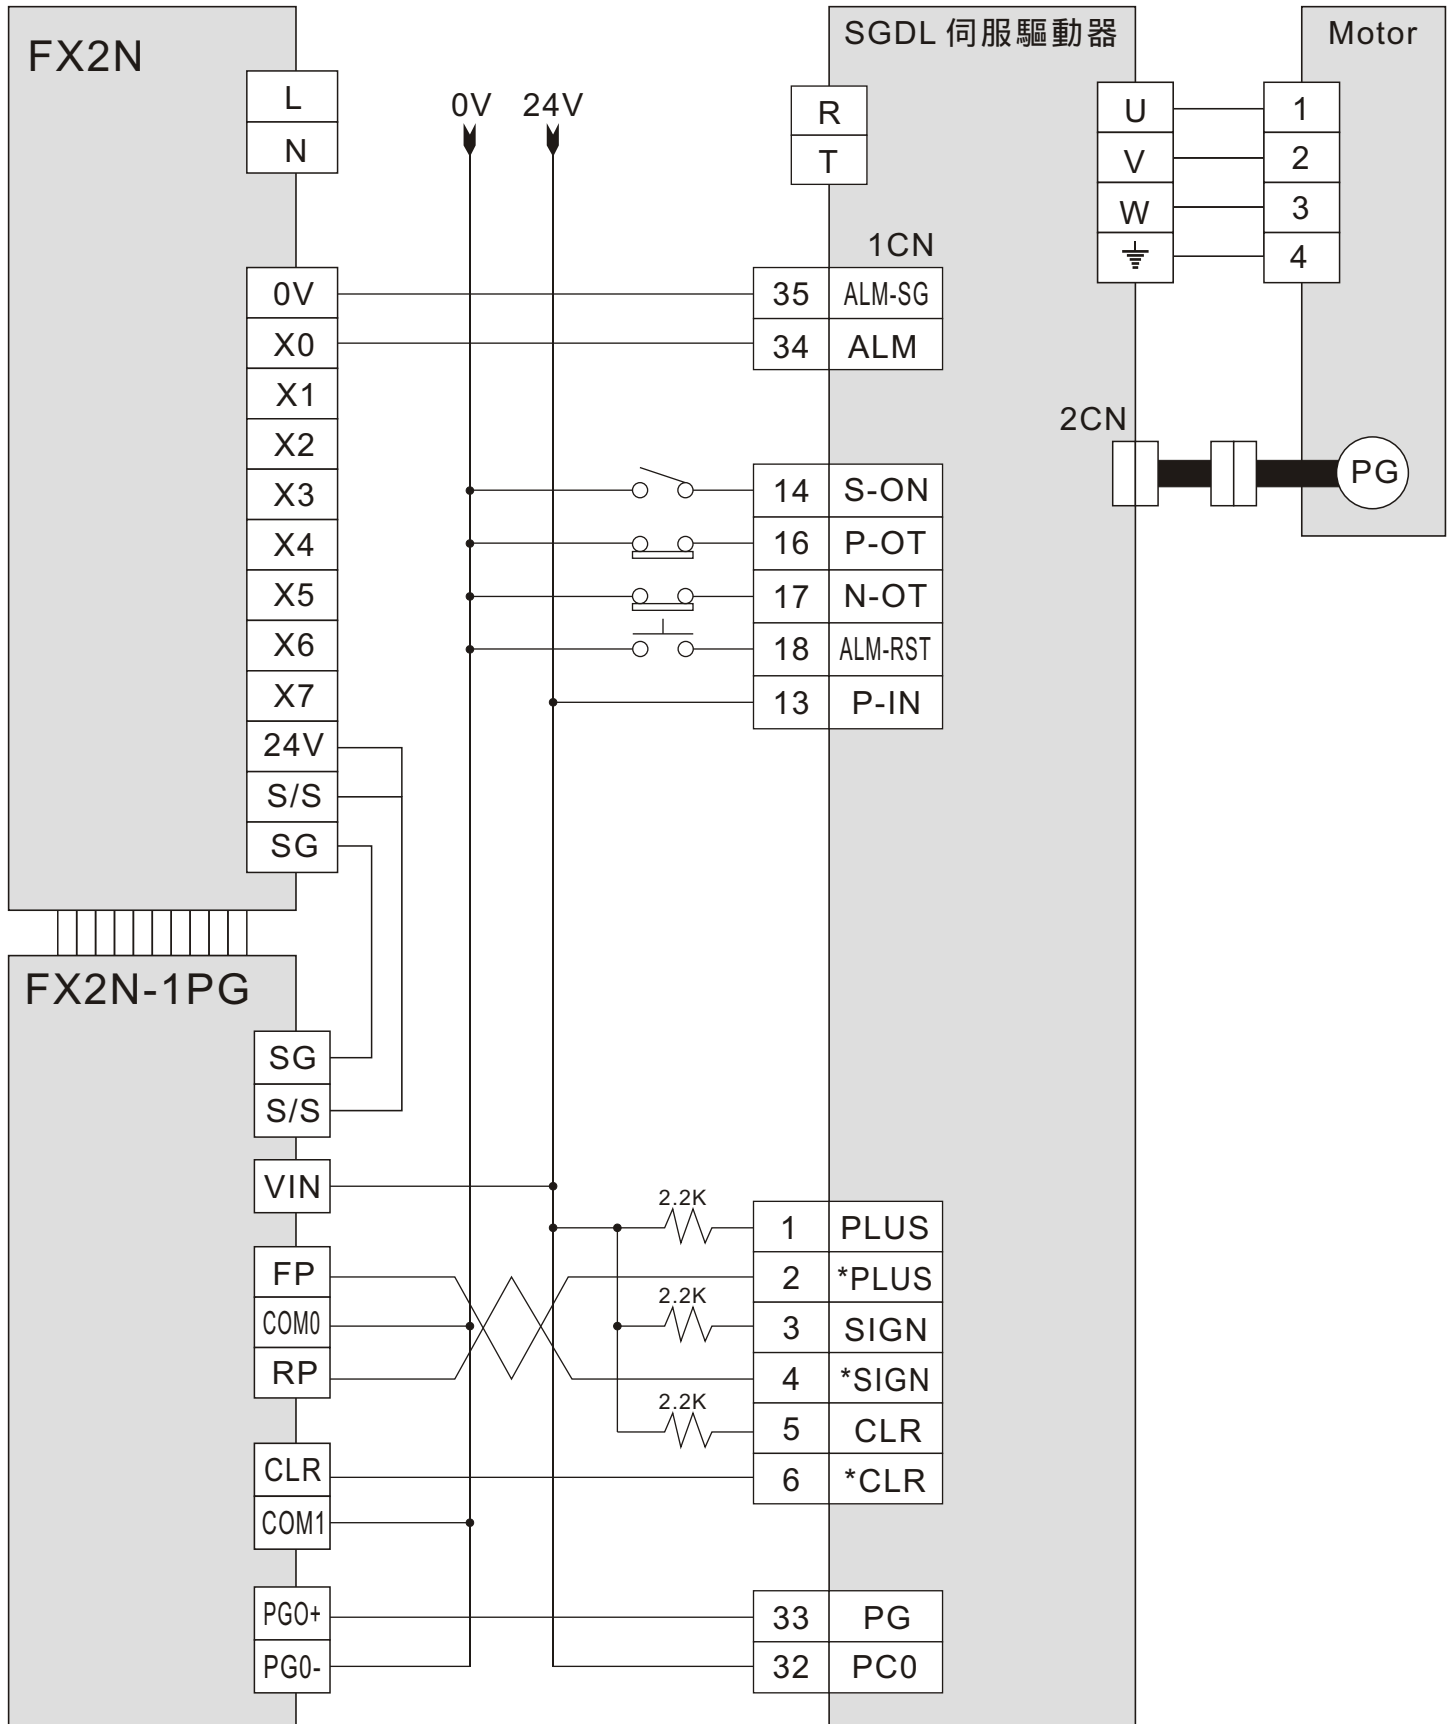 FX2N
L
N
0V
X0
X1
X2
X3
X4
X5
X6
X7
24V
S/S
SG
FX2N-1PG
SG
S/S
VIN
FP
COM0
RP
CLR
COM1
PGO+
PG0-
0V 24V
SGDL 伺服驅動器
R
T
1CN
35 ALM-SG
34 ALM
14 S-ON
16 P-OT
17 N-OT
18 ALM-RST
13 P-IN
2.2K
1 PLUS
2 *PLUS
2.2K
3 SIGN
4 *SIGN
2.2K
5 CLR
6 *CLR
33 PG
32 PC0
Motor
U 1
V 2
W 3
4
2CN
PG